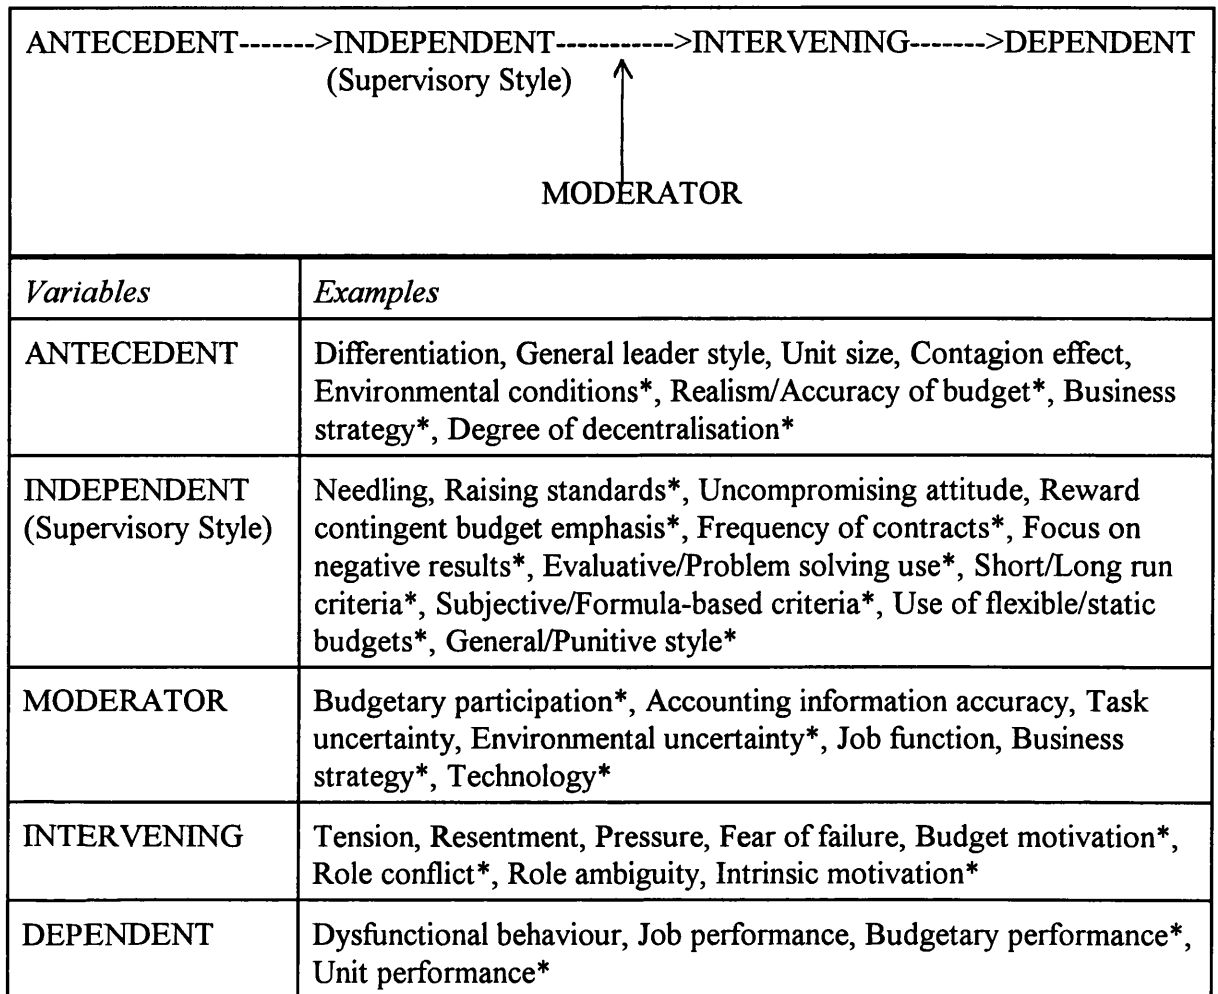 ANTECEDENT------->INDEPENDENT----------->INTERVENING------->DEPENDENT
(Supervisory Style)
MODERATOR
Variables Examples
ANTECEDENT Differentiation, General leader style, Unit size, Contagion effect,
Environmental conditions*, Realism/Accuracy of budget*, Business
strategy*, Degree of decentralisation*
INDEPENDENT Needling, Raising standards*, Uncompromising attitude, Reward
(Supervisory Style) contingent budget emphasis*, Frequency of contracts*, Focus on
negative results*, Evaluative/Problem solving use*, Short/Long run
criteria*, Subjective/Formula-based criteria*, Use of flexible/static
budgets*, General/Punitive style*
MODERATOR Budgetary participation*, Accounting information accuracy, Task
uncertainty, Environmental uncertainty*, Job function, Business
strategy*, Technology*
INTERVENING Tension, Resentment, Pressure, Fear of failure, Budget motivation*,
Role conflict*, Role ambiguity, Intrinsic motivation*
DEPENDENT Dysfunctional behaviour, Job performance, Budgetary performance*,
Unit performance*